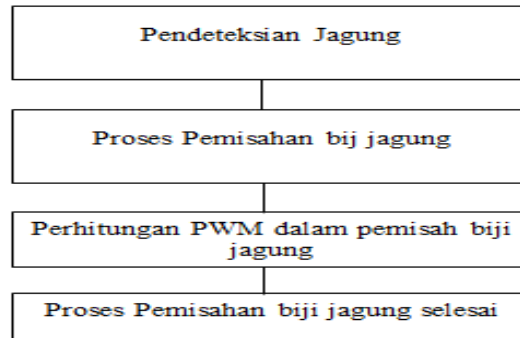 Pendeteksian Jagung
Proses Pemisahan bij jagung
Perhitungan PWM dalam pemisah biji
jagung
Proses Pemisahan biji jagung selesai